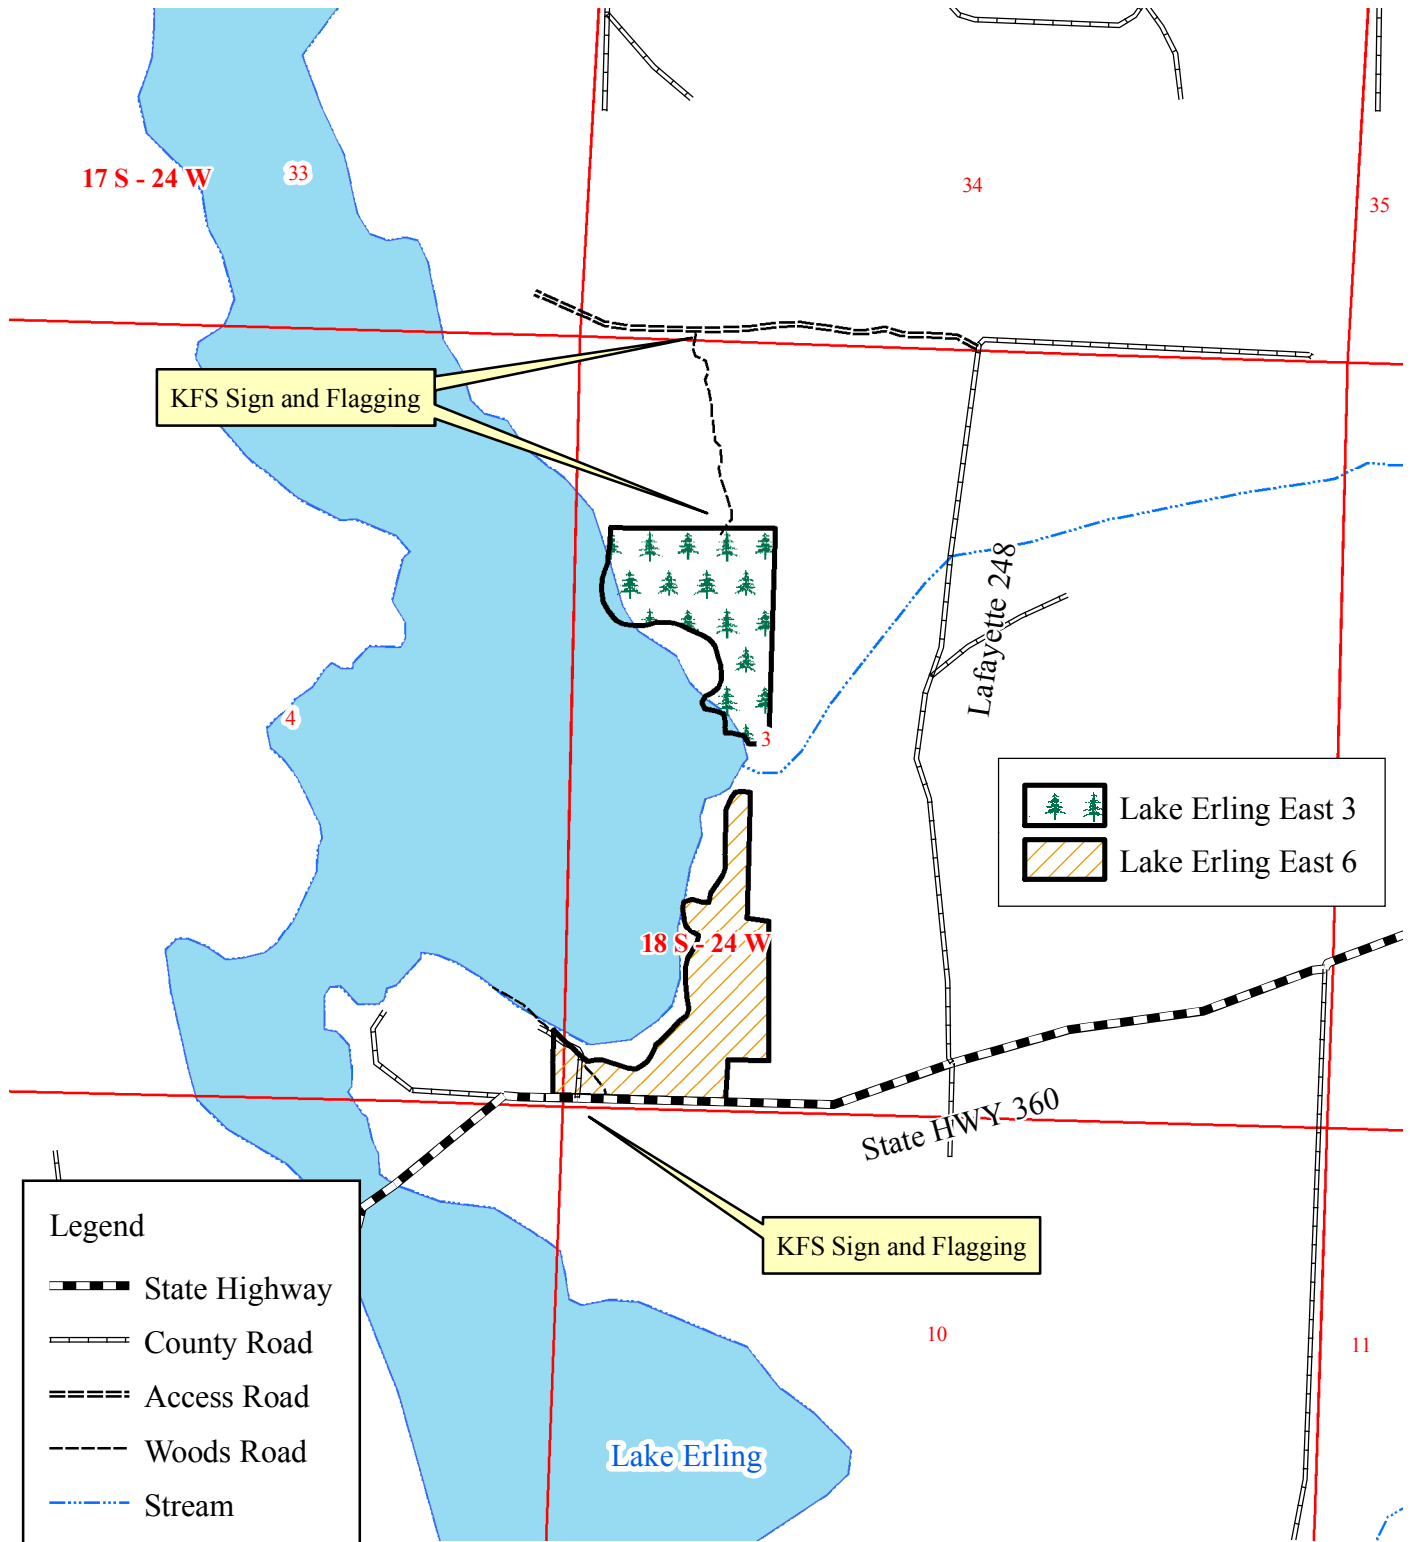 17 S - 24 W
33
34
35
KFS Sign and Flagging
Lafayette 248
4
3
Lake Erling East 3
Lake Erling East 6
18 S - 24 W
State HWY 360
KFS Sign and Flagging
Legend
State Highway
County Road
Access Road
Woods Road
Stream
10
11
Lake Erling